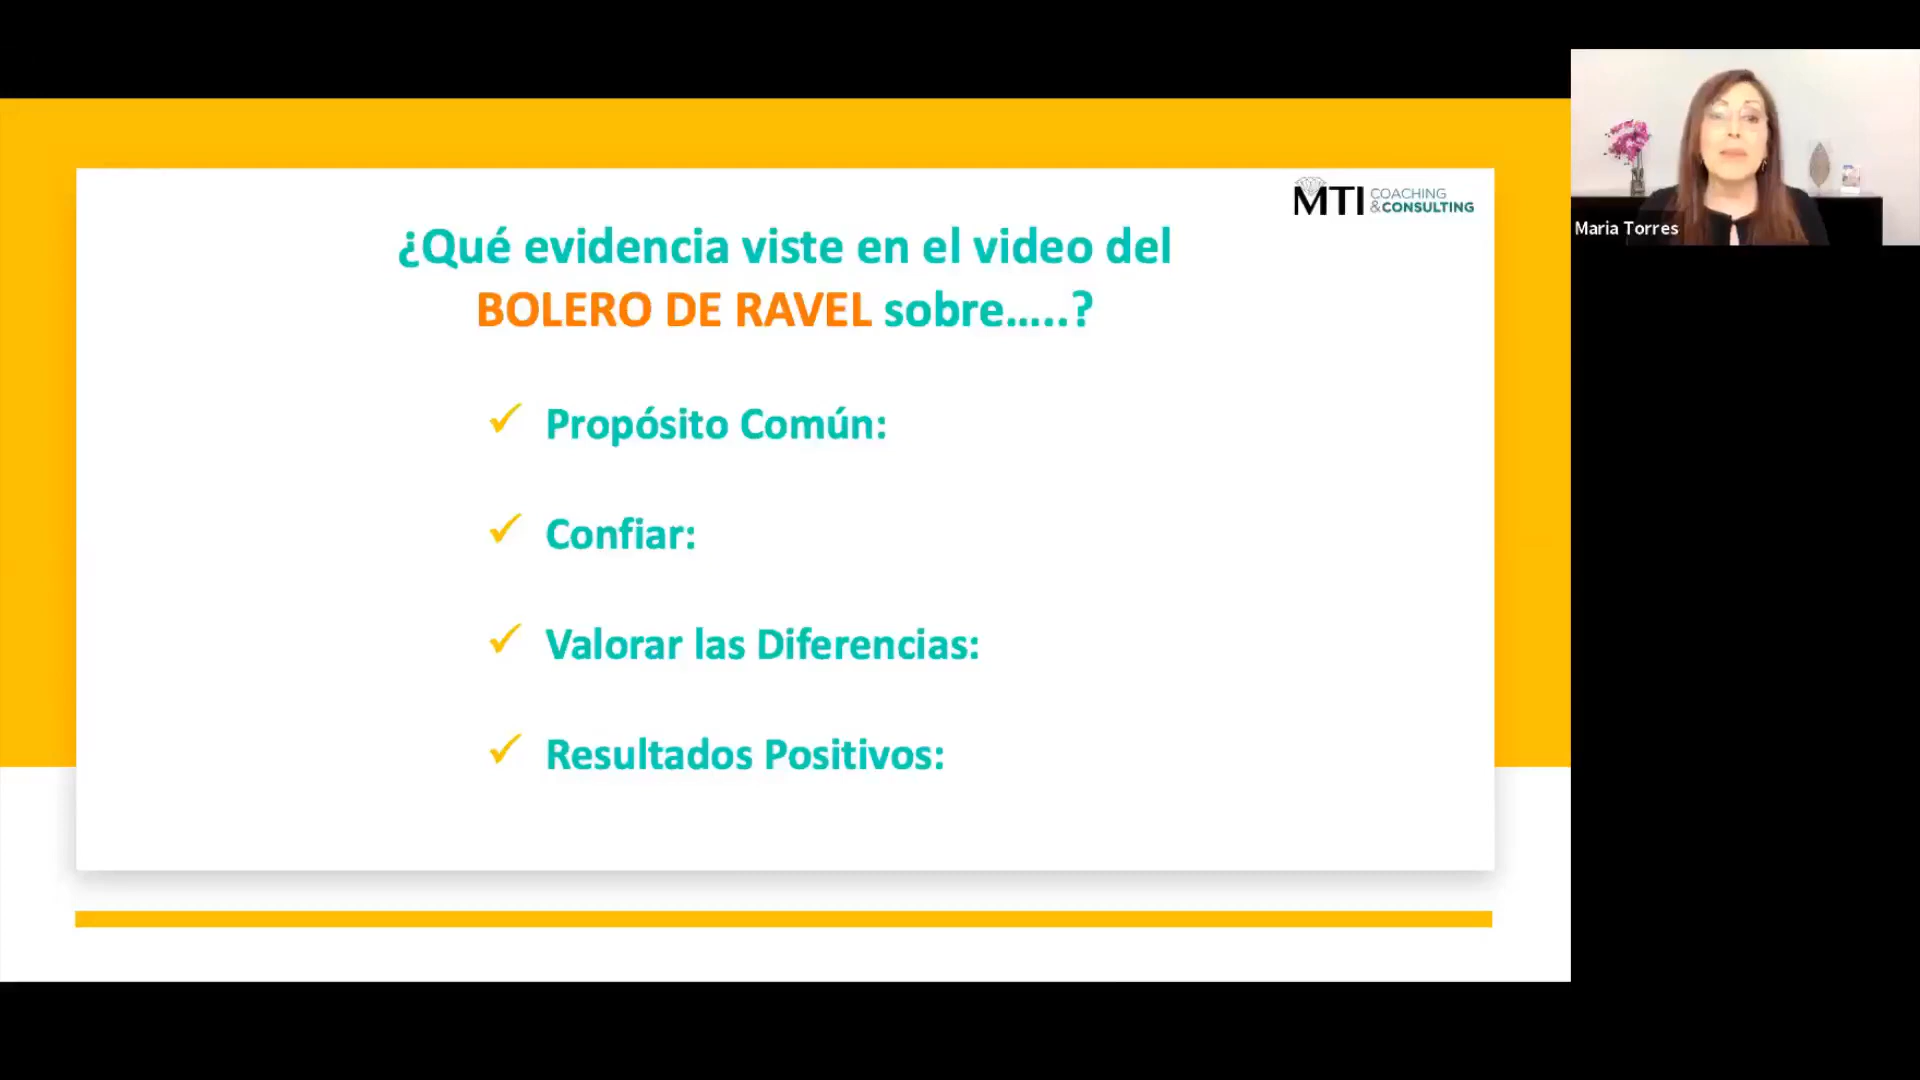 MTI COACHING
&CONSULTING
¿Qué evidencia viste en el video del
BOLERO DE RAVEL sobre.....?
✓ Propósito Común:
✓ Confiar:
✓ Valorar las Diferencias:
✓ Resultados Positivos:
Maria Torres